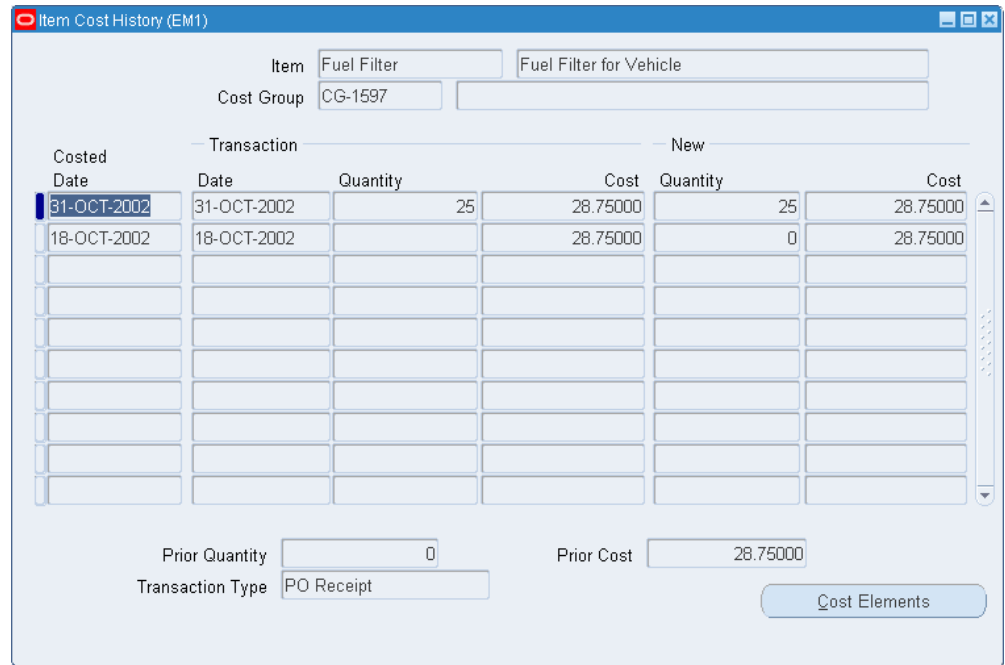 Item Cost History (EM1)
Item Fuel Filter Fuel Filter for Vehicle
Cost Group CG-1597
Transaction New
Costed
Date Date Quantity Cost Quantity Cost
31-OCT-2002 31-OCT-2002 25 28.75000 25 28.75000
18-OCT-2002 18-OCT-2002 28.75000 0 28.75000
Prior Quantity 0 Prior Cost 28.75000
Transaction Type PO Receipt
Cost Elements